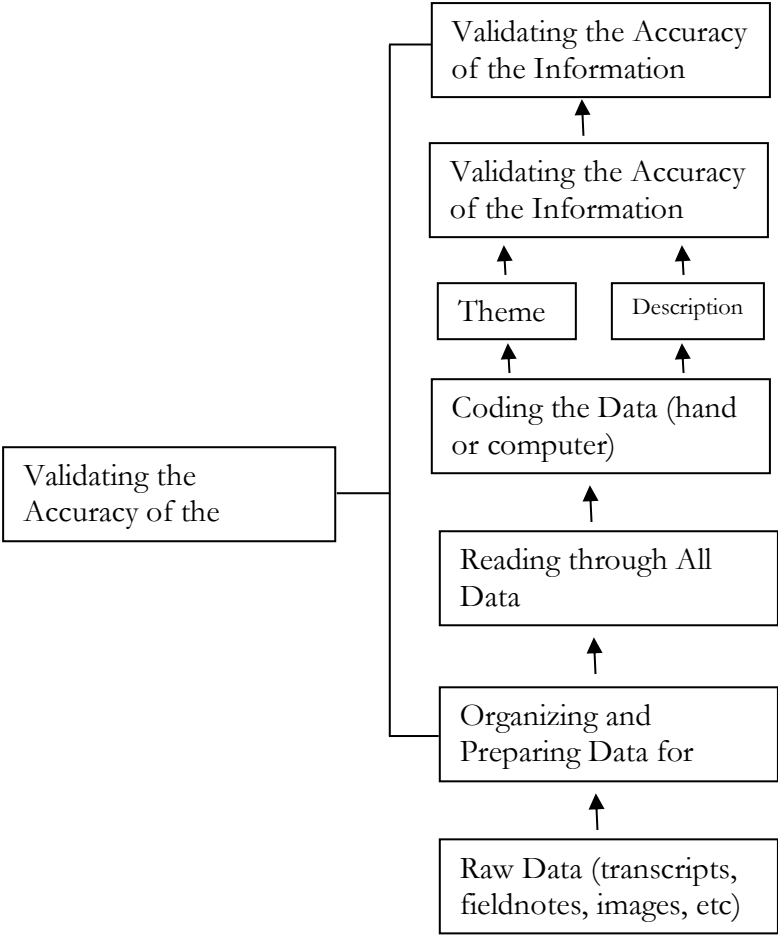 Validating the Accuracy
of the Information
Validating the Accuracy
of the Information
Theme
Description
Coding the Data (hand
or computer)
Validating the
Accuracy of the
Reading through All
Data
Organizing and
Preparing Data for
Raw Data (transcripts,
fieldnotes, images, etc)